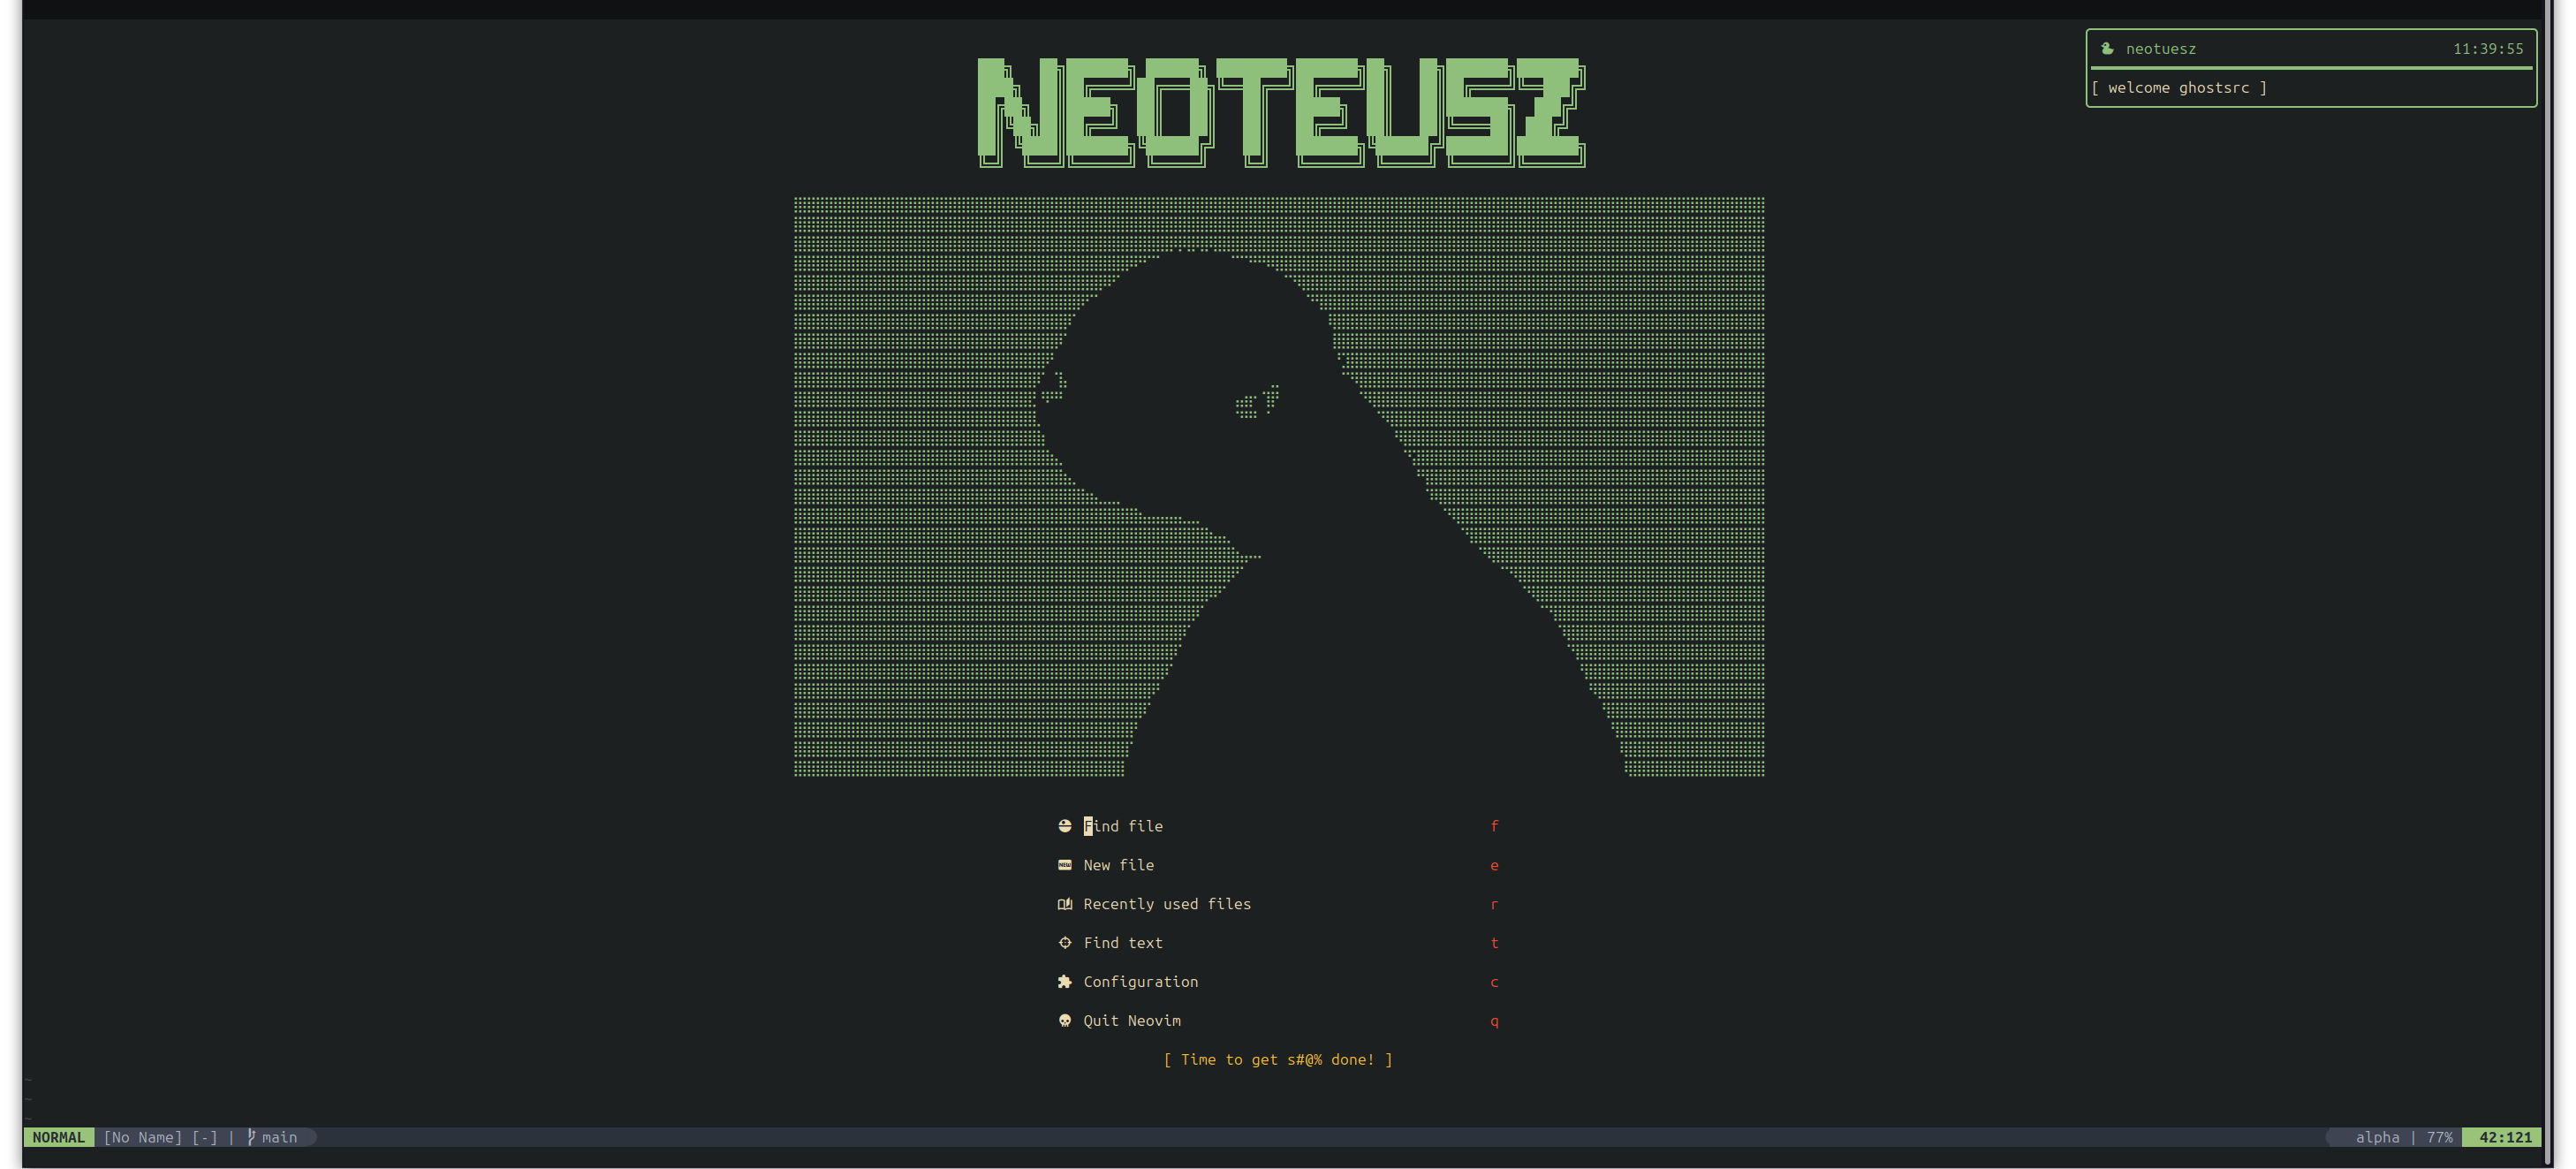 NEOTEUSZ
neotuesz 11:39:55
[ welcome ghostsrc ]
Find file f
NEW New file e
Recently used files r
Find text t
Configuration c
Quit Neovim q
[ Time to get s#@% done! ]
~
~
~
NORMAL [No Name] [-] | main alpha | 77% 42:121